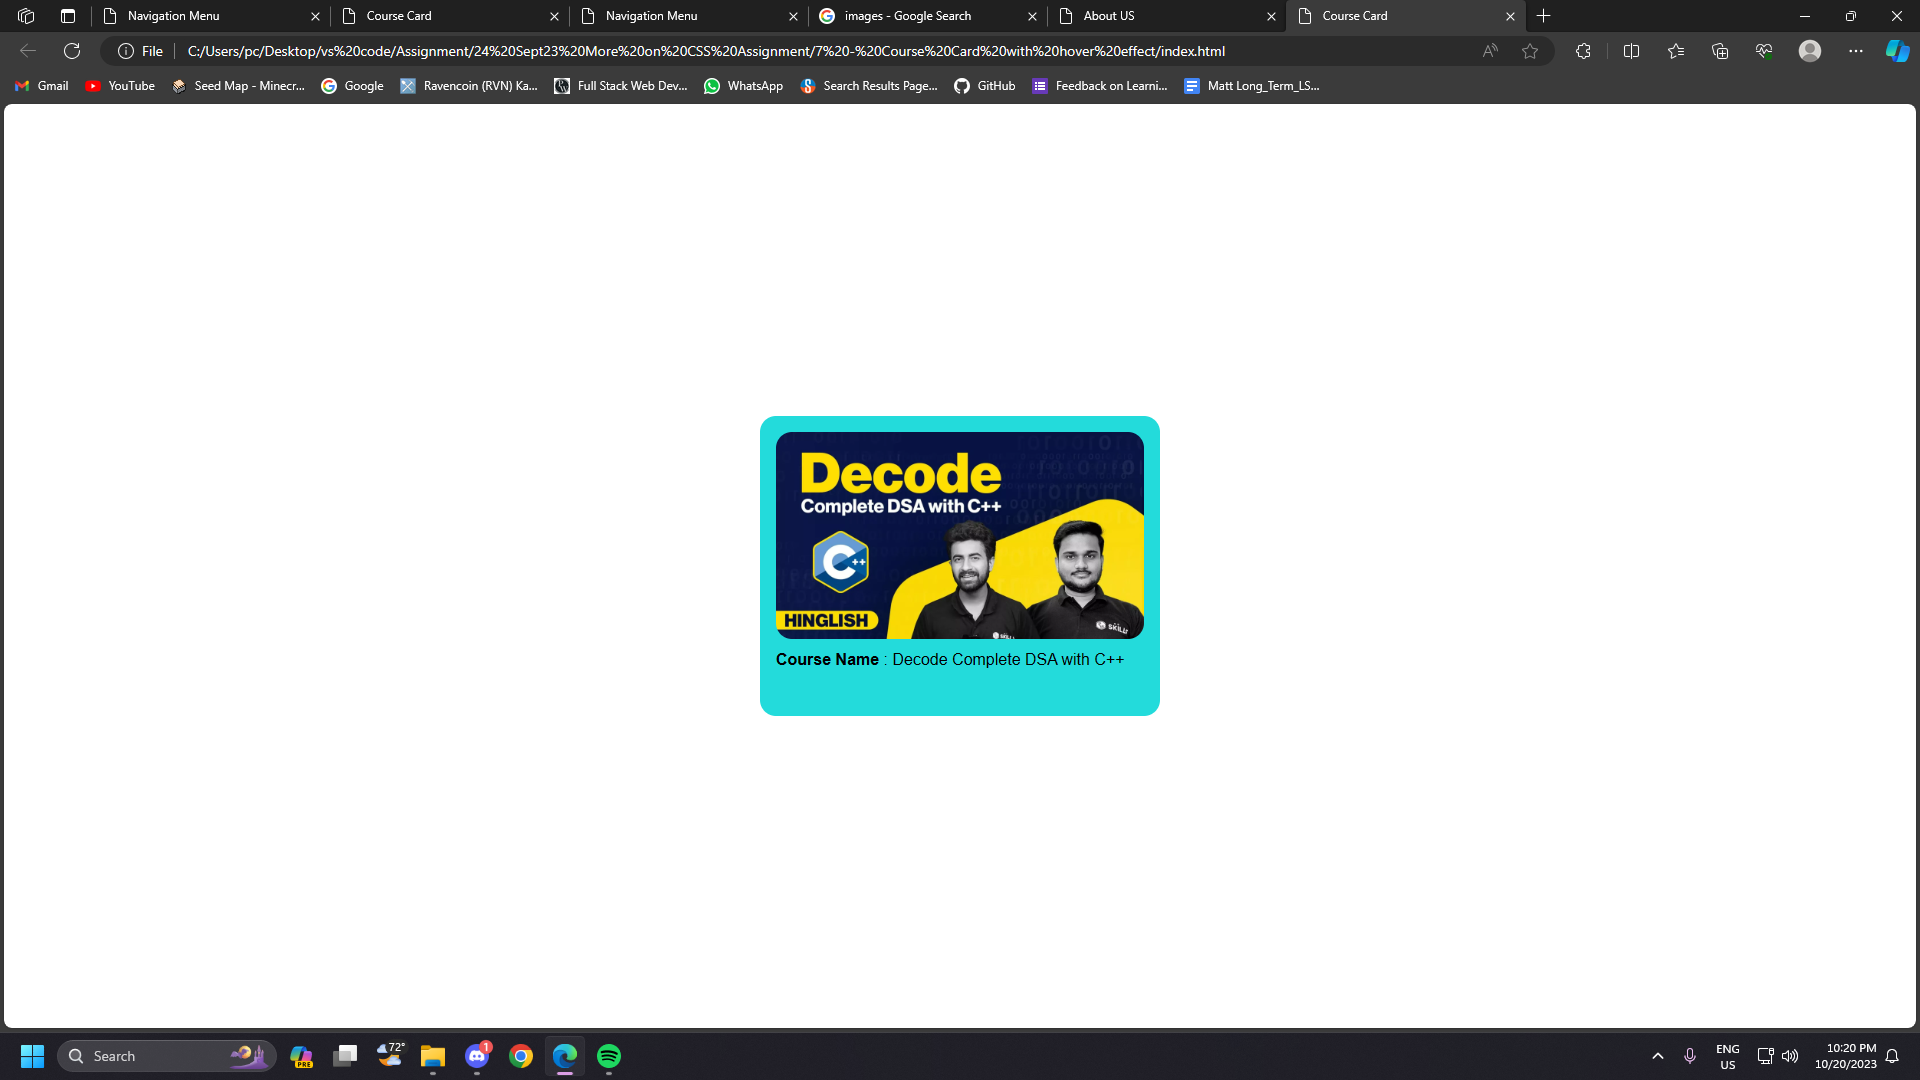 Navigation Menu
Course Card
Navigation Menu
images - Google Search
About US
Course Card
File
C:/Users/pc/Desktop/vs%20code/Assignment/24%20Sept23%20More%20on%20CSS%20Assignment/7%20-%20Course%20Card%20with%20hover%20effect/index.html
Gmail
YouTube
Seed Map - Minecr...
Google
Ravencoin (RVN) Ka...
Full Stack Web Dev...
WhatsApp
Search Results Page...
GitHub
Feedback on Learni...
Matt Long_Term_LS...
Decode
Complete DSA with C++
C++
HINGLISH
Course Name : Decode Complete DSA with C++
Search
PRE
72°
1
ENG
US
10:20 PM
10/20/2023